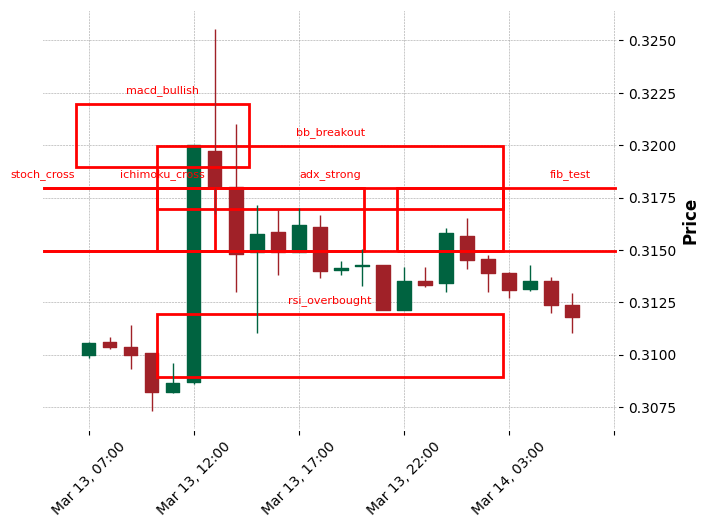 macd_bullish
bb_breakout
stoch_cross
ichimoku_cross
adx_strong
fib_test
rsi_overbought
0.3250
0.3225
0.3200
0.3175
0.3150
0.3125
0.3100
0.3075
Price
Mar 13, 07:00
Mar 13, 12:00
Mar 13, 17:00
Mar 13, 22:00
Mar 14, 03:00